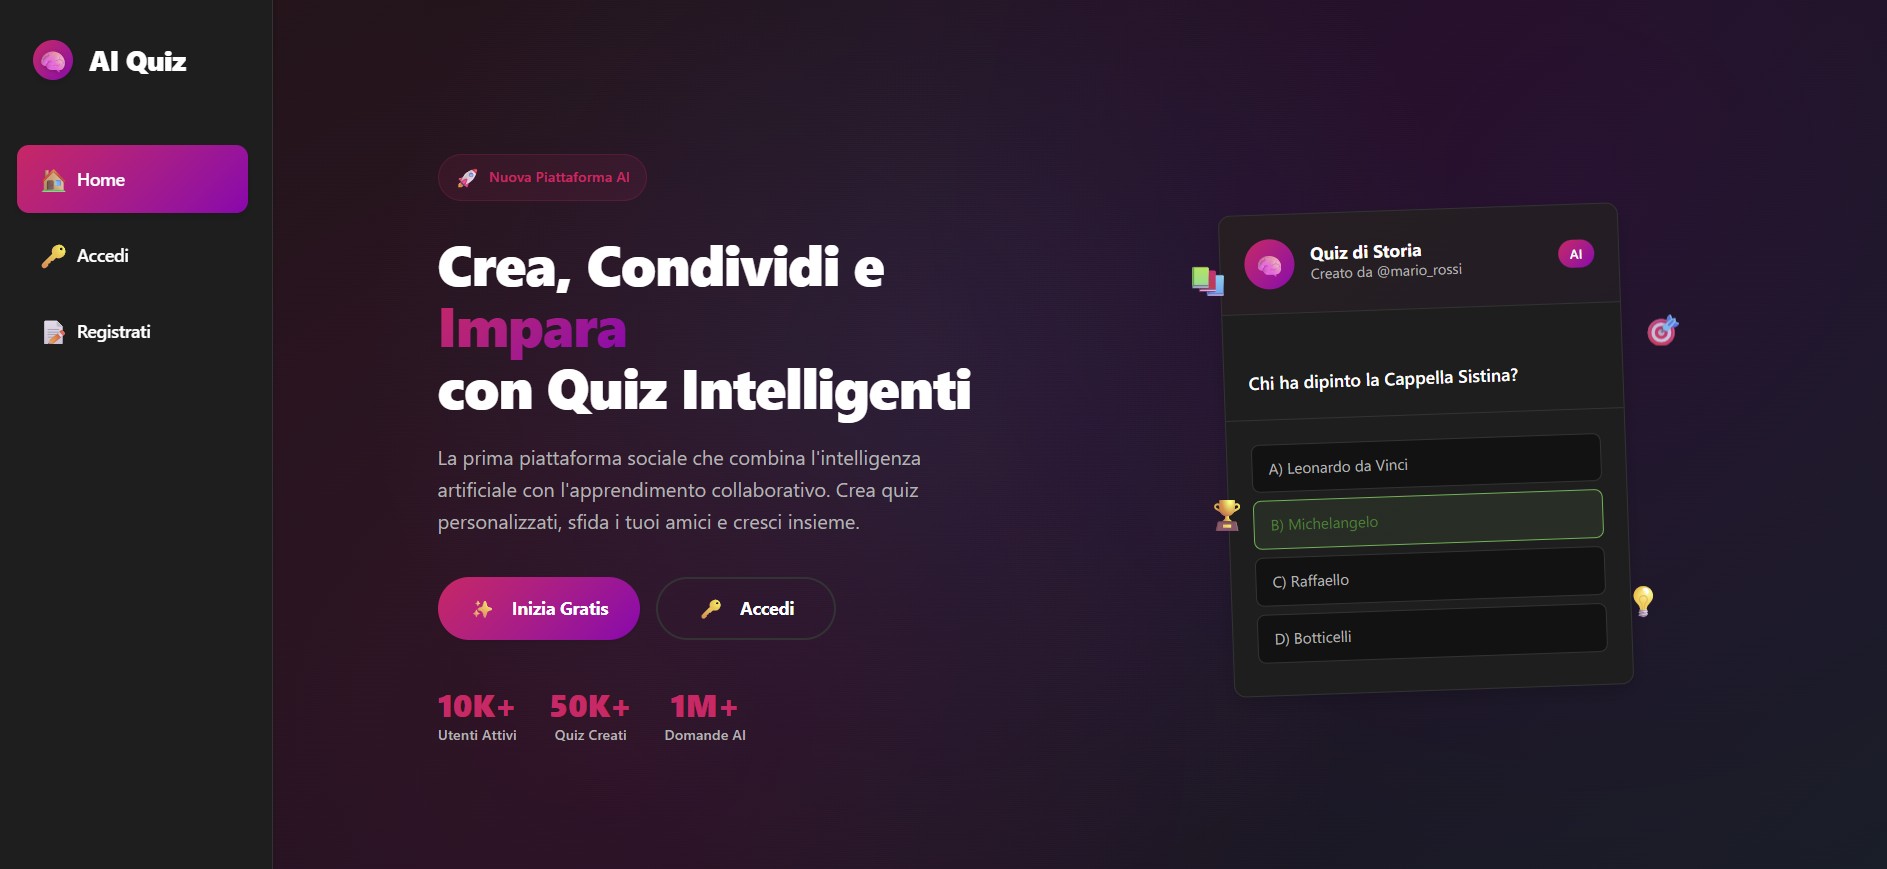 AI Quiz
Home
Accedi
Registrati
Nuova Piattaforma AI
Crea, Condividi e
Impara
con Quiz Intelligenti
La prima piattaforma sociale che combina l'intelligenza
artificiale con l'apprendimento collaborativo. Crea quiz
personalizzati, sfida i tuoi amici e cresci insieme.
Inizia Gratis
Accedi
10K+
Utenti Attivi
50K+
Quiz Creati
1M+
Domande AI
Quiz di Storia
Creato da @mario_rossi
AI
Chi ha dipinto la Cappella Sistina?
A) Leonardo da Vinci
B) Michelangelo
C) Raffaello
D) Botticelli